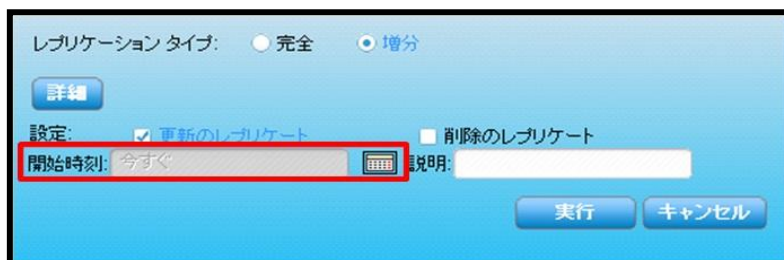 レプリケーション タイプ: 完全 増分
詳細
設定: 更新のレプリケート 削除のレプリケート
開始時刻: 今すぐ 説明:
実行 キャンセル